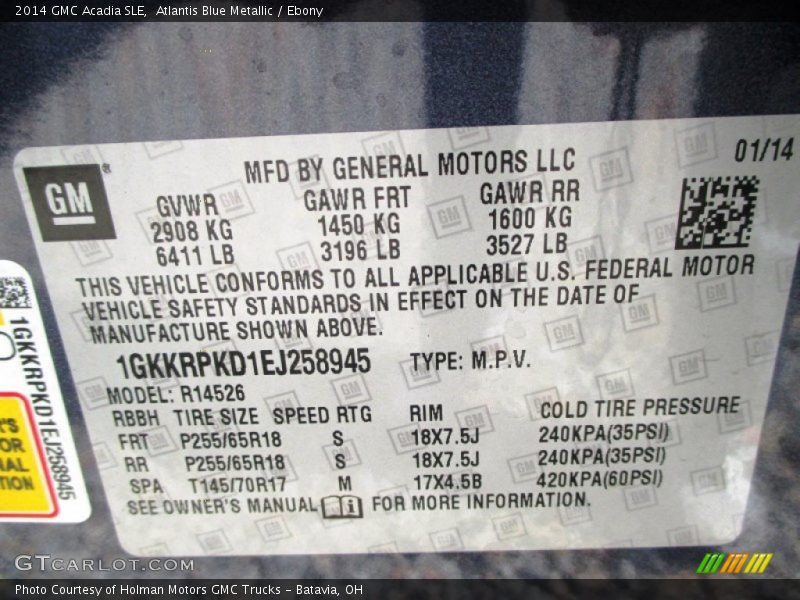 2014 GMC Acadia SLE,  Atlantis Blue Metallic / Ebony
01/14
MFD BY GENERAL MOTORS LLC
GM ®
GVWR GAWR FRT GAWR RR
2908 KG 1450 KG 1600 KG
6411 LB 3196 LB 3527 LB
THIS VEHICLE CONFORMS TO ALL APPLICABLE U.S. FEDERAL MOTOR
VEHICLE SAFETY STANDARDS IN EFFECT ON THE DATE OF
MANUFACTURE SHOWN ABOVE.
1GKKRPKD1EJ258945 TYPE: M.P.V.
MODEL: R14526
RBBH TIRE SIZE SPEED RTG RIM COLD TIRE PRESSURE
FRT P255/65R18 S 18X7.5J 240KPA(35PSI)
RR P255/65R18 S 18X7.5J 240KPA(35PSI)
SPA T145/70R17 M 17X4.5B 420KPA(60PSI)
SEE OWNER'S MANUAL FOR MORE INFORMATION.
1GKKRPKD1EJ258945
GTCARLOT.COM
Photo Courtesy of Holman Motors GMC Trucks - Batavia, OH